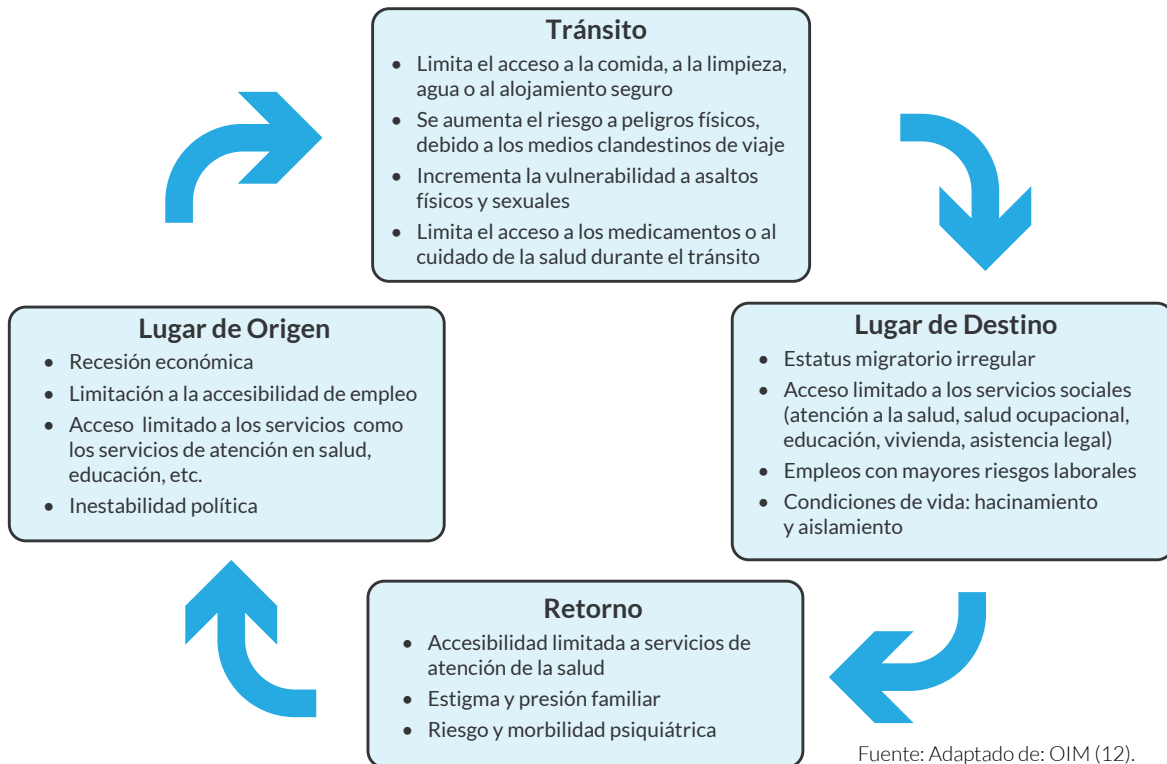 Tránsito
• Limita el acceso a la comida, a la limpieza,
agua o al alojamiento seguro
• Se aumenta el riesgo a peligros físicos,
debido a los medios clandestinos de viaje
• Incrementa la vulnerabilidad a asaltos
físicos y sexuales
• Limita el acceso a los medicamentos o al
cuidado de la salud durante el tránsito
Lugar de Origen
• Recesión económica
• Limitación a la accesibilidad de empleo
• Acceso limitado a los servicios como
los servicios de atención en salud,
educación, etc.
• Inestabilidad política
Lugar de Destino
• Estatus migratorio irregular
• Acceso limitado a los servicios sociales
(atención a la salud, salud ocupacional,
educación, vivienda, asistencia legal)
• Empleos con mayores riesgos laborales
• Condiciones de vida: hacinamiento
y aislamiento
Retorno
• Accesibilidad limitada a servicios de
atención de la salud
• Estigma y presión familiar
• Riesgo y morbilidad psiquiátrica
Fuente: Adaptado de: OIM (12).